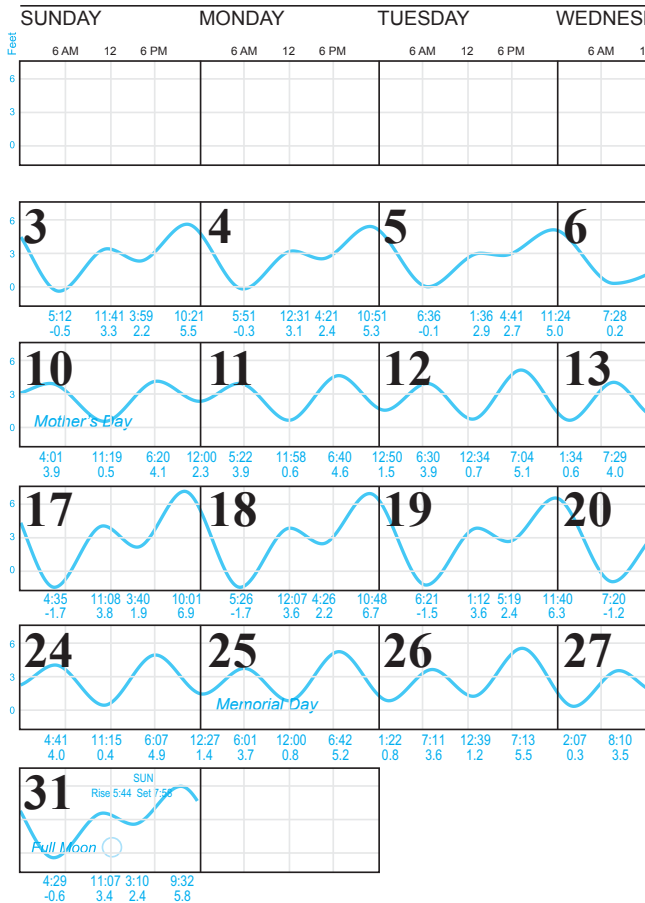 SUNDAY MONDAY TUESDAY WEDNES
Feet
6 AM 12 6 PM 6 AM 12 6 PM 6 AM 12 6 PM 6 AM 1
6
3
0
3 4 5 6
6
3
0
5:12 11:41 3:59 10:21 5:51 12:31 4:21 10:51 6:36 1:36 4:41 11:24 7:28
-0.5 3.3 2.2 5.5 -0.3 3.1 2.4 5.3 -0.1 2.9 2.7 5.0 0.2
10 11 12 13
6
3
0
Mother's Day
4:01 11:19 6:20 12:00 5:22 11:58 6:40 12:50 6:30 12:34 7:04 1:34 7:29
3.9 0.5 4.1 2.3 3.9 0.6 4.6 1.5 3.9 0.7 5.1 0.6 4.0
17 18 19 20
6
3
0
4:35 11:08 3:40 10:01 5:26 12:07 4:26 10:48 6:21 1:12 5:19 11:40 7:20
-1.7 3.8 1.9 6.9 -1.7 3.6 2.2 6.7 -1.5 3.6 2.4 6.3 -1.2
24 25 26 27
6
3
0
Memorial Day
4:41 11:15 6:07 12:27 6:01 12:00 6:42 1:22 7:11 12:39 7:13 2:07 8:10
4.0 0.4 4.9 1.4 3.7 0.8 5.2 0.8 3.6 1.2 5.5 0.3 3.5
31
SUN
Rise 5:44 Set 7:58
Full Moon
4:29 11:07 3:10 9:32
-0.6 3.4 2.4 5.8